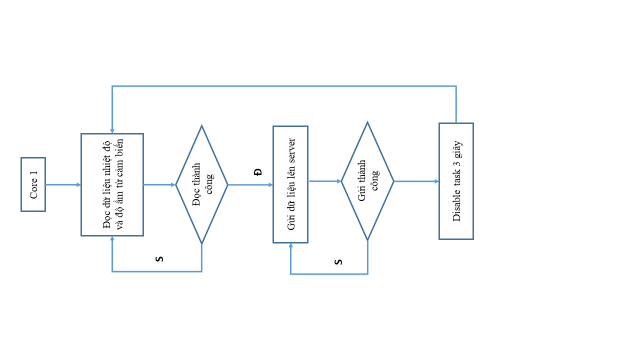 Core 1
Đọc dữ liệu nhiệt độ
và độ ẩm từ cảm biến
Đọc thành
công
S
Đ
Gửi dữ liệu lên server
Gửi thành
công
S
Disable task 3 giây